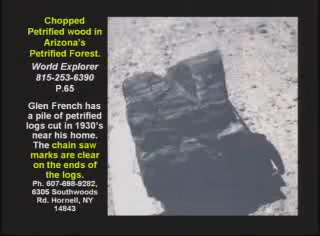 Chopped
Petrified wood in
Arizona's
Petrified Forest.
World Explorer
815-253-6390
P.65
Glen French has
a pile of petrified
logs cut in 1930's
near his home.
The chain saw
marks are clear
on the ends of
the logs.
Ph. 607-698-9282,
6305 Southwoods
Rd. Hornell, NY
14843